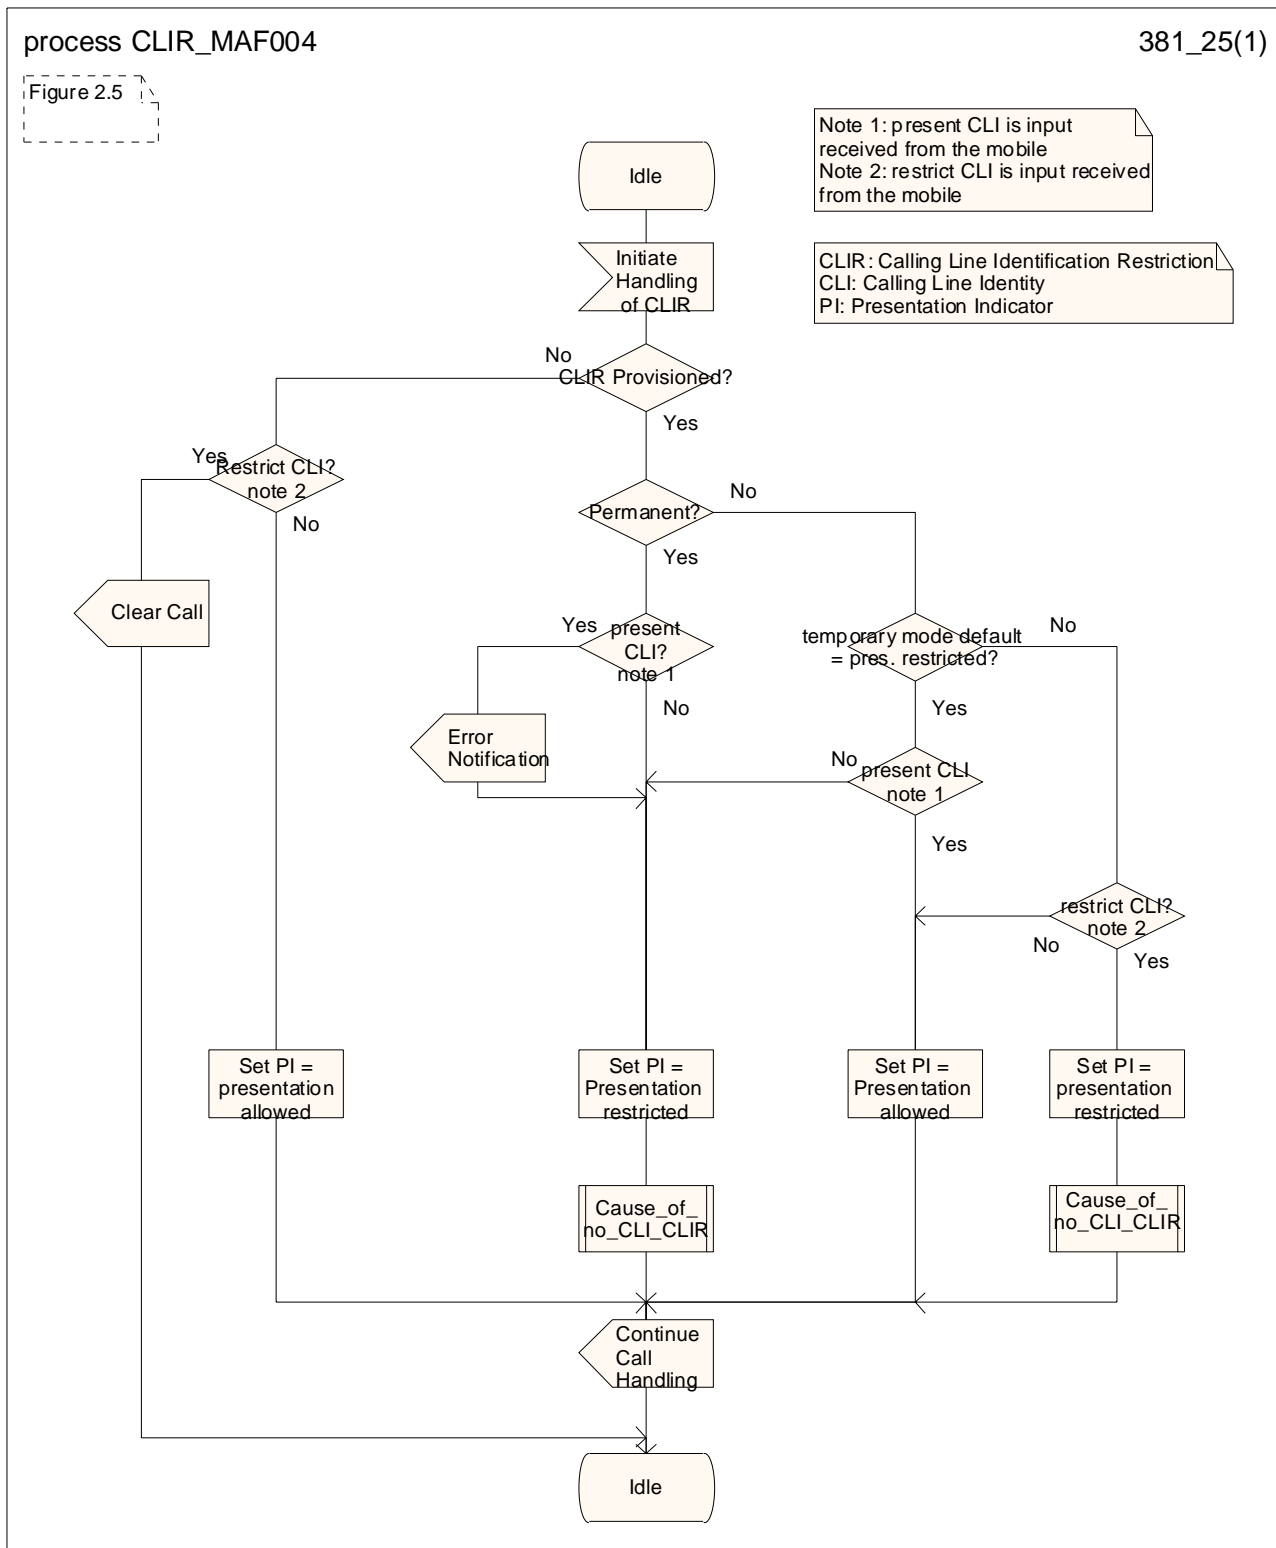 process CLIR_MAF004
381_25(1)
Figure 2.5
Note 1: present CLI is input
received from the mobile
Note 2: restrict CLI is input received
from the mobile
Idle
Initiate
Handling
of CLIR
CLIR: Calling Line Identification Restriction
CLI: Calling Line Identity
PI: Presentation Indicator
No
CLIR Provisioned?
Yes
Yes
Restrict CLI?
note 2
No
Permanent?
No
Yes
Clear Call
Yes
present
CLI?
note 1
No
temporary mode default
= pres. restricted?
No
Yes
Error
Notification
No
present CLI
note 1
Yes
restrict CLI?
note 2
No
Yes
Set PI =
presentation
allowed
Set PI =
Presentation
restricted
Set PI =
Presentation
allowed
Set PI =
presentation
restricted
Cause_of_
no_CLI_CLIR
Cause_of_
no_CLI_CLIR
Continue
Call
Handling
Idle